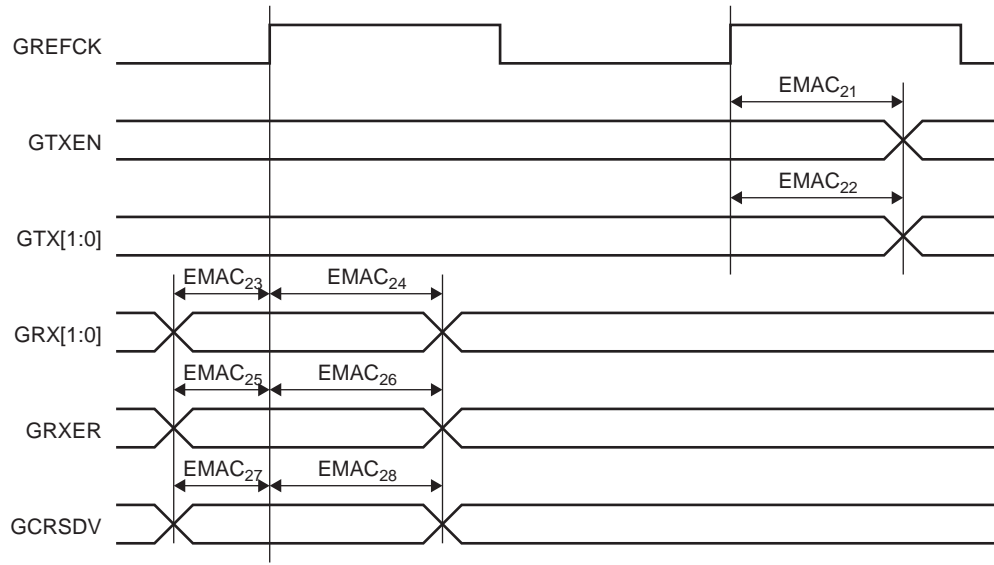 GREFCK
EMAC₂₁
GTXEN
EMAC₂₂
GTX[1:0]
EMAC₂₃ EMAC₂₄
GRX[1:0]
EMAC₂₅ EMAC₂₆
GRXER
EMAC₂₇ EMAC₂₈
GCRSDV